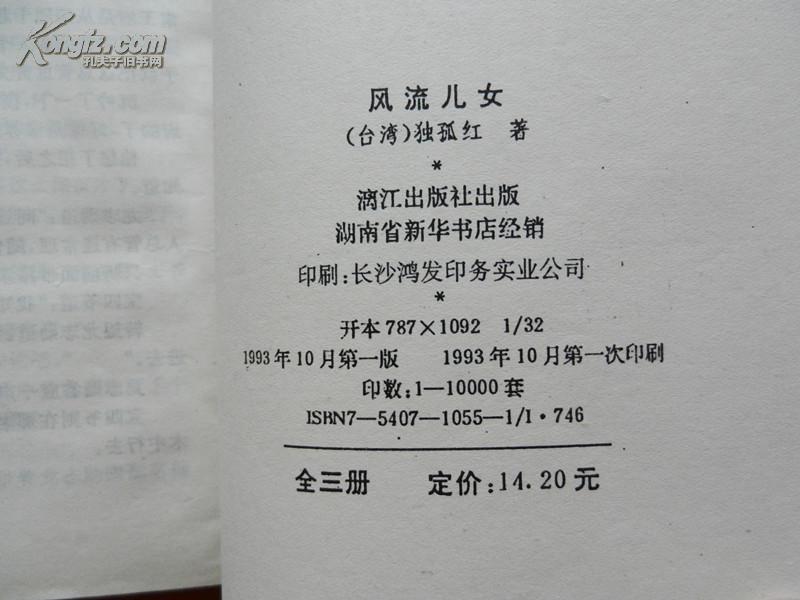 Kongfz.com
孔夫子旧书网
风流儿女
(台湾)独孤红 著
*
漓江出版社出版
湖南省新华书店经销
印刷:长沙鸿发印务实业公司
*
开本787×1092 1/32
1993年10月第一版 1993年10月第一次印刷
印数:1—10000套
ISBN7—5407—1055—1/I·746
全三册 定价:14.20元